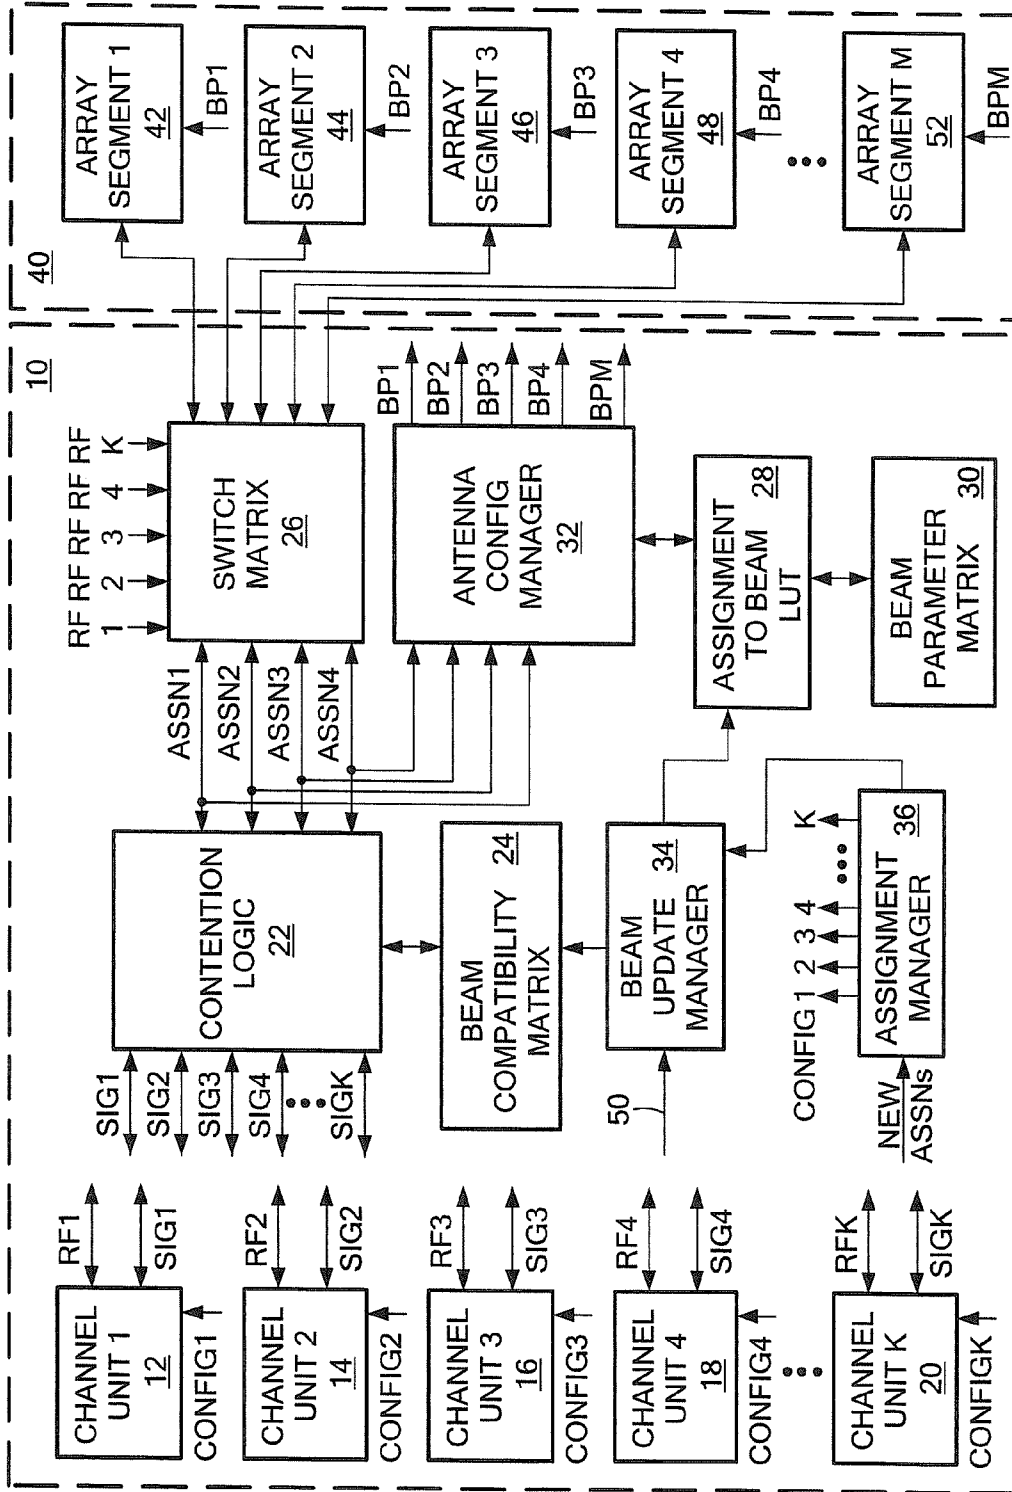 10
40
CHANNEL
UNIT 1
12
RF1
SIG1
CONFIG1
CHANNEL
UNIT 2
14
RF2
SIG2
CONFIG2
CHANNEL
UNIT 3
16
RF3
SIG3
CONFIG3
CHANNEL
UNIT 4
18
RF4
SIG4
CONFIG4
CHANNEL
UNIT K
20
RFK
SIGK
CONFIGK
SIG1
SIG2
SIG3
SIG4
SIGK
CONTENTION
LOGIC
22
BEAM
COMPATIBILITY
MATRIX
24
50
BEAM
UPDATE
MANAGER
34
CONFIG 1 2 3 4 K
NEW
ASSNs
ASSIGNMENT
MANAGER
36
ASSN1
ASSN2
ASSN3
ASSN4
RF RF RF RF RF
1 2 3 4 K
SWITCH
MATRIX
26
ANTENNA
CONFIG
MANAGER
32
BP1
BP2
BP3
BP4
BPM
ASSIGNMENT
TO BEAM
LUT
28
BEAM
PARAMETER
MATRIX
30
ARRAY
SEGMENT 1
42
BP1
ARRAY
SEGMENT 2
44
BP2
ARRAY
SEGMENT 3
46
BP3
ARRAY
SEGMENT 4
48
BP4
ARRAY
SEGMENT M
52
BPM